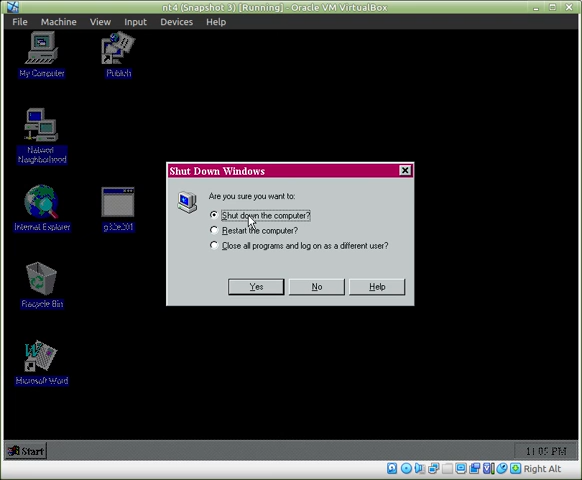 nt4 (Snapshot 3) [Running] - Oracle VM VirtualBox
File Machine View Input Devices Help
My Computer
Publish
Network
Neighborhood
Internet Explorer
Recycle Bin
Microsoft Word
Shut Down Windows
Are you sure you want to:
Shut down the computer?
Restart the computer?
Close all programs and log on as a different user?
Yes No Help
Start
11:05 PM
Right Alt